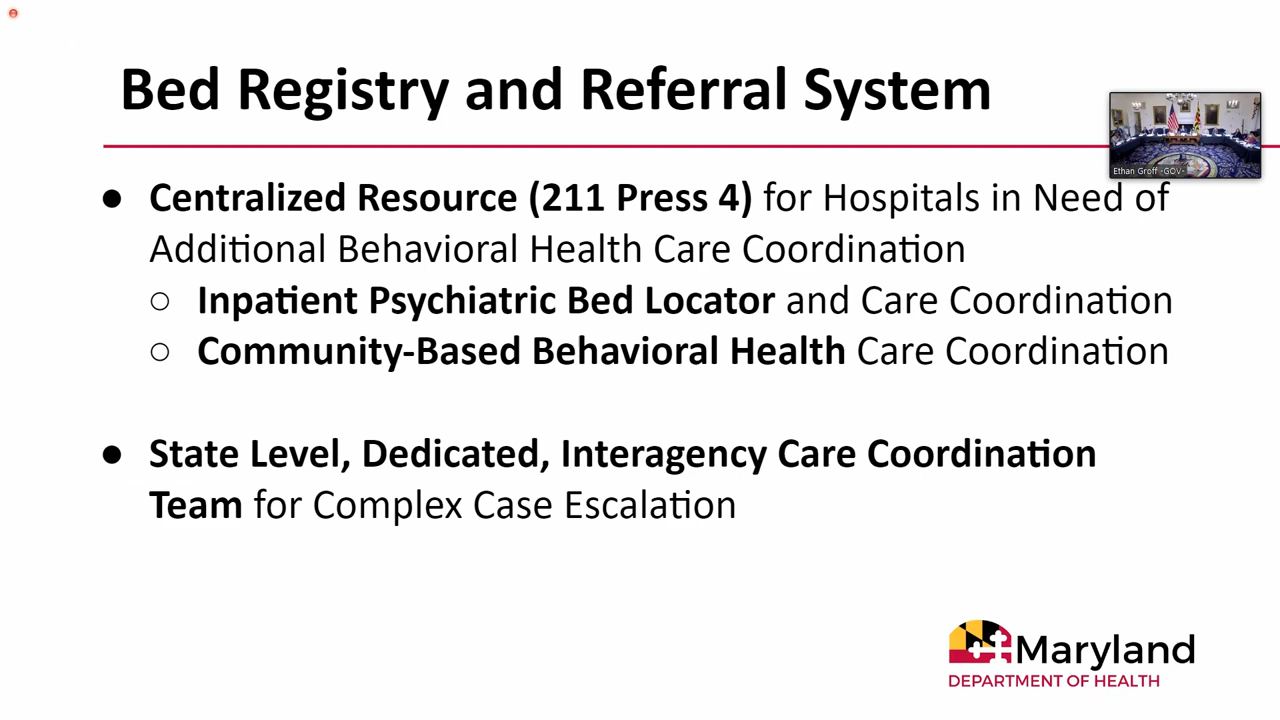 Bed Registry and Referral System
Ethan Groff -GOV-
● Centralized Resource (211 Press 4) for Hospitals in Need of
Additional Behavioral Health Care Coordination
○ Inpatient Psychiatric Bed Locator and Care Coordination
○ Community-Based Behavioral Health Care Coordination
● State Level, Dedicated, Interagency Care Coordination
Team for Complex Case Escalation
Maryland
DEPARTMENT OF HEALTH